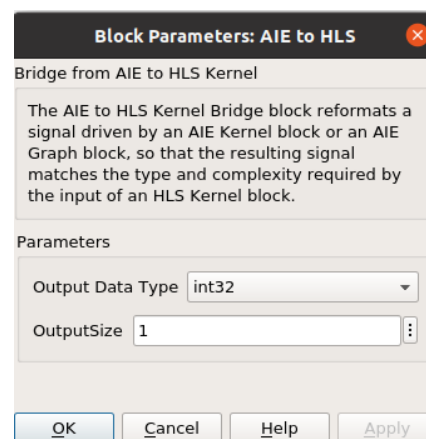 Block Parameters: AIE to HLS
Bridge from AIE to HLS Kernel
The AIE to HLS Kernel Bridge block reformats a
signal driven by an AIE Kernel block or an AIE
Graph block, so that the resulting signal
matches the type and complexity required by
the input of an HLS Kernel block.
Parameters
Output Data Type int32
OutputSize 1
OK Cancel Help Apply